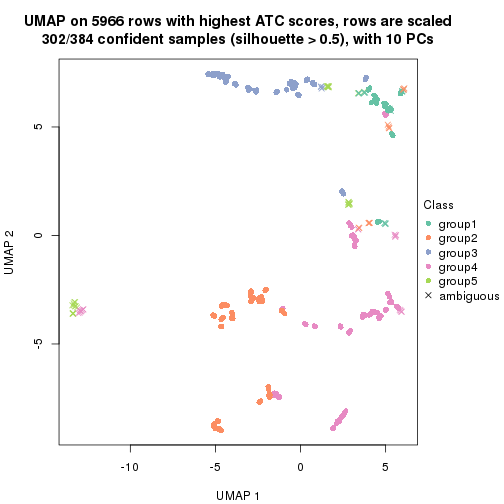 UMAP on 5966 rows with highest ATC scores, rows are scaled
302/384 confident samples (silhouette > 0.5), with 10 PCs
5
0
-5
UMAP 2
-10
-5
0
5
UMAP 1
Class
group1
group2
group3
group4
group5
ambiguous